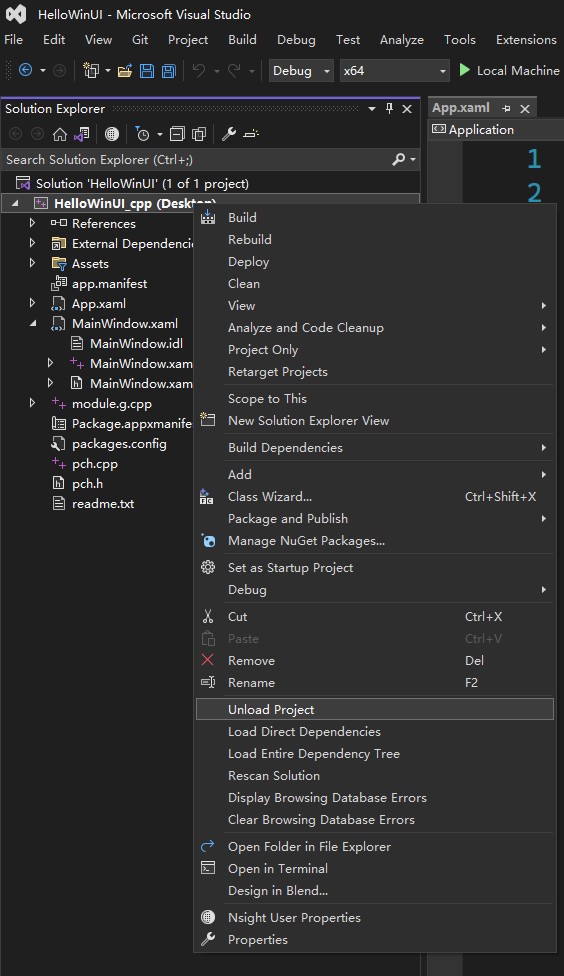 HelloWinUI - Microsoft Visual Studio
File Edit View Git Project Build Debug Test Analyze Tools Extensions
Debug x64 Local Machine
Solution Explorer
App.xaml
Application
Search Solution Explorer (Ctrl+;)
1
2
Solution 'HelloWinUI' (1 of 1 project)
HelloWinUI_cpp (Desktop)
References
External Dependencie
Assets
app.manifest
App.xaml
MainWindow.xaml
MainWindow.idl
MainWindow.xam
MainWindow.xam
module.g.cpp
Package.appxmanife
packages.config
pch.cpp
pch.h
readme.txt
Build
Rebuild
Deploy
Clean
View
Analyze and Code Cleanup
Project Only
Retarget Projects
Scope to This
New Solution Explorer View
Build Dependencies
Add
Class Wizard... Ctrl+Shift+X
Package and Publish
Manage NuGet Packages...
Set as Startup Project
Debug
Cut Ctrl+X
Paste Ctrl+V
Remove Del
Rename F2
Unload Project
Load Direct Dependencies
Load Entire Dependency Tree
Rescan Solution
Display Browsing Database Errors
Clear Browsing Database Errors
Open Folder in File Explorer
Open in Terminal
Design in Blend...
Nsight User Properties
Properties